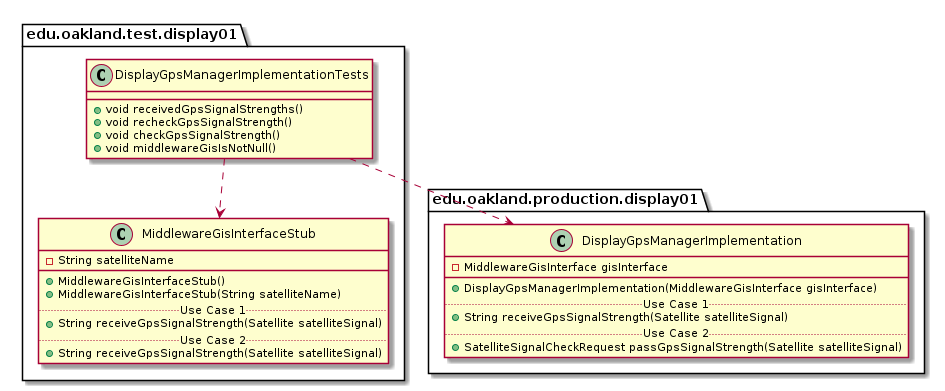 edu.oakland.test.display01
C DisplayGpsManagerImplementationTests
void receivedGpsSignalStrengths()
void recheckGpsSignalStrength()
void checkGpsSignalStrength()
void middlewareGisIsNotNull()
C MiddlewareGisInterfaceStub
String satelliteName
MiddlewareGisInterfaceStub()
MiddlewareGisInterfaceStub(String satelliteName)
Use Case 1
String receiveGpsSignalStrength(Satellite satelliteSignal)
Use Case 2
String receiveGpsSignalStrength(Satellite satelliteSignal)
edu.oakland.production.display01
C DisplayGpsManagerImplementation
MiddlewareGisInterface gisInterface
DisplayGpsManagerImplementation(MiddlewareGisInterface gisInterface)
Use Case 1
String receiveGpsSignalStrength(Satellite satelliteSignal)
Use Case 2
SatelliteSignalCheckRequest passGpsSignalStrength(Satellite satelliteSignal)